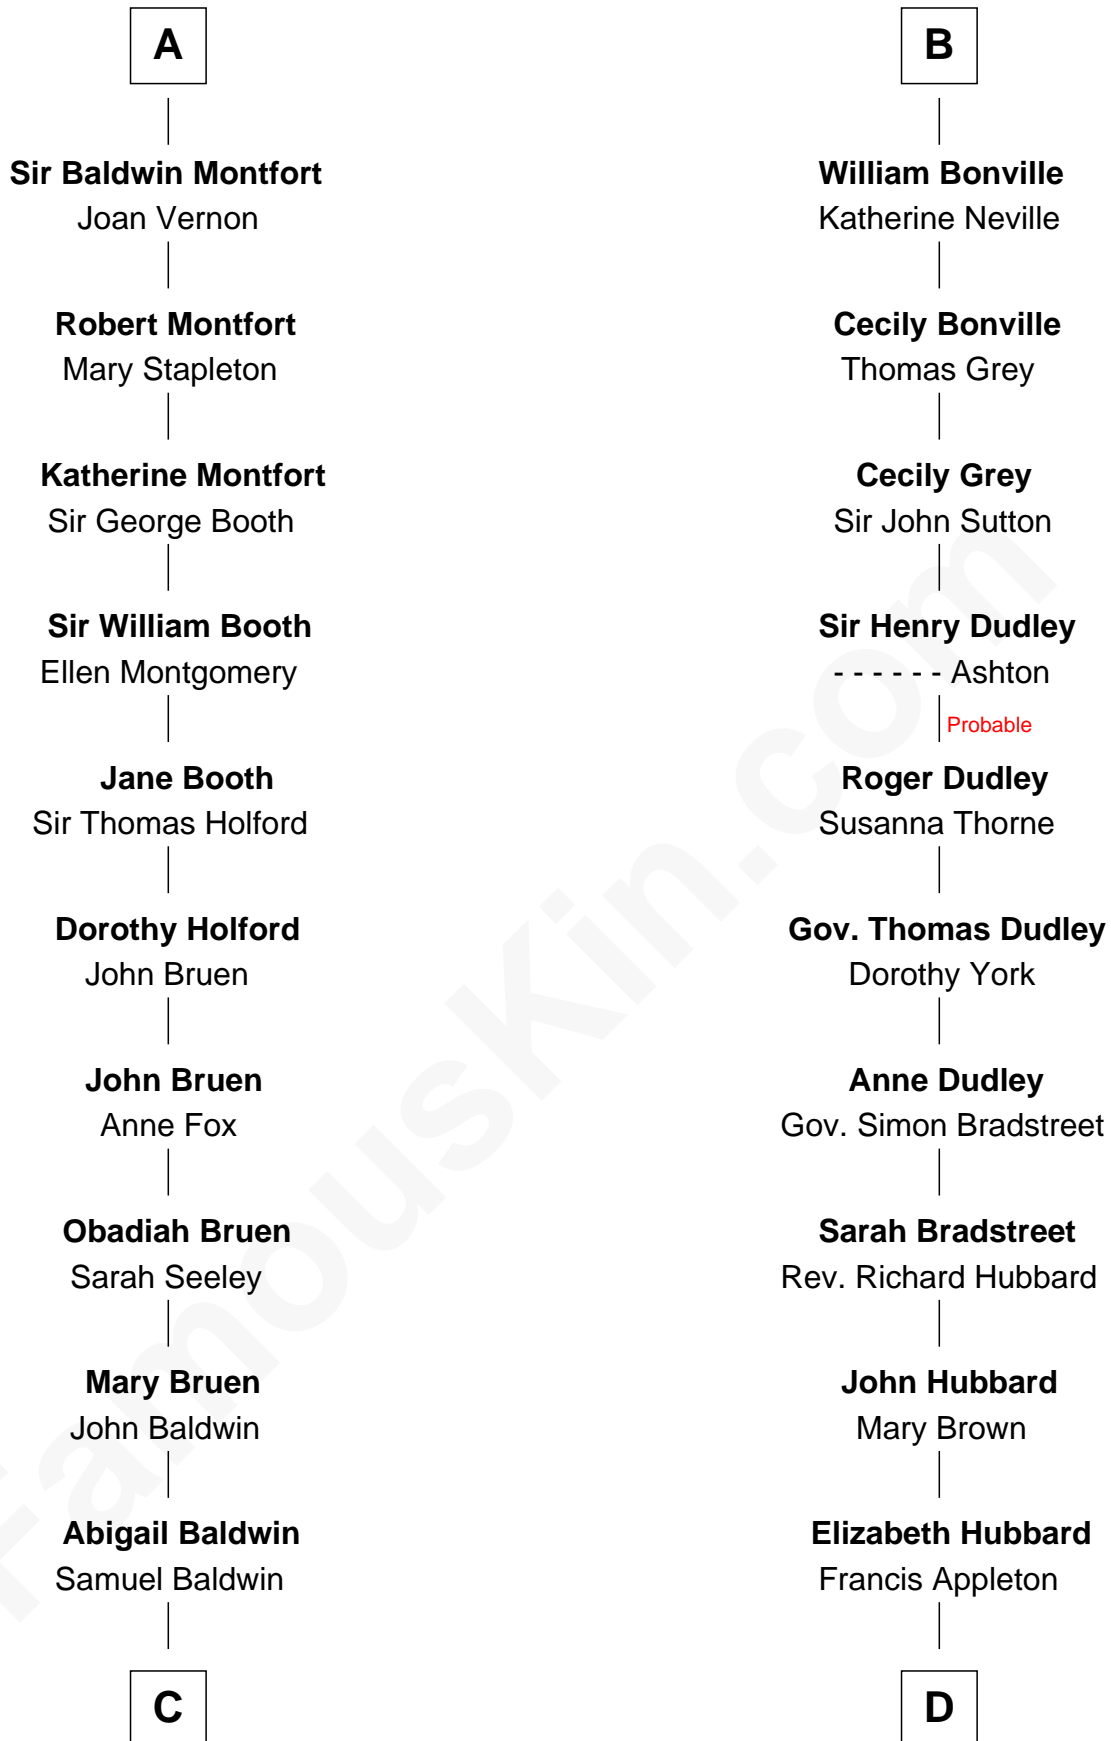 A
Sir Baldwin Montfort
Joan Vernon
Robert Montfort
Mary Stapleton
Katherine Montfort
Sir George Booth
Sir William Booth
Ellen Montgomery
Jane Booth
Sir Thomas Holford
Dorothy Holford
John Bruen
John Bruen
Anne Fox
Obadiah Bruen
Sarah Seeley
Mary Bruen
John Baldwin
Abigail Baldwin
Samuel Baldwin
C
B
William Bonville
Katherine Neville
Cecily Bonville
Thomas Grey
Cecily Grey
Sir John Sutton
Sir Henry Dudley
- - - - - - Ashton
Probable
Roger Dudley
Susanna Thorne
Gov. Thomas Dudley
Dorothy York
Anne Dudley
Gov. Simon Bradstreet
Sarah Bradstreet
Rev. Richard Hubbard
John Hubbard
Mary Brown
Elizabeth Hubbard
Francis Appleton
D
FamousKin.com